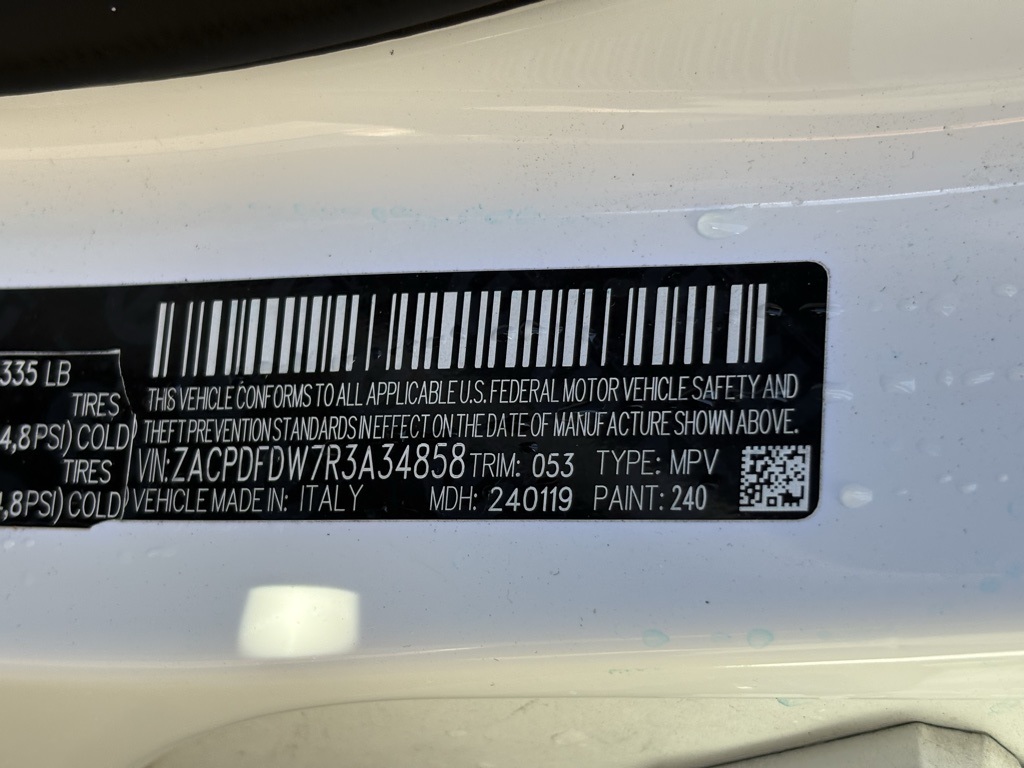 335 LB
TIRES
4,8 PSI) COLD
TIRES
,8 PSI) COLD
THIS VEHICLE CONFORMS TO ALL APPLICABLE U.S. FEDERAL MOTOR VEHICLE SAFETY AND
THEFT PREVENTION STANDARDS IN EFFECT ON THE DATE OF MANUFACTURE SHOWN ABOVE.
VIN: ZACPDFDW7R3A34858 TRIM: 053 TYPE: MPV
VEHICLE MADE IN: ITALY MDH: 240119 PAINT: 240